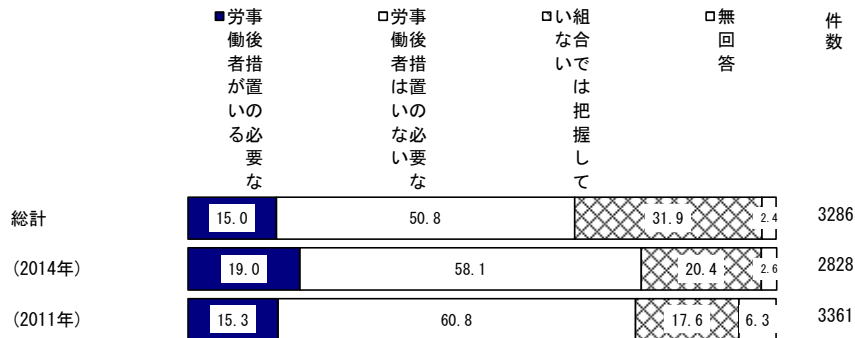 事後措置の必要な
労働者がいる
事後措置の必要な
労働者はいない
組合では把握して
いない
無回答
件数
総計 15.0 50.8 31.9 2.4 3286
(2014年) 19.0 58.1 20.4 2.6 2828
(2011年) 15.3 60.8 17.6 6.3 3361